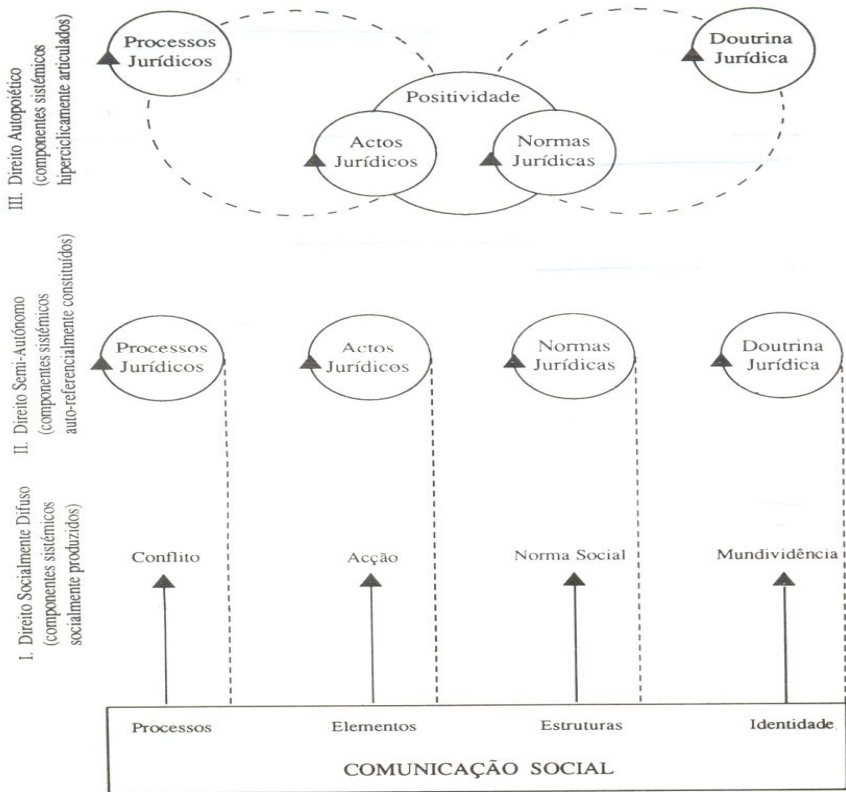 III. Direito Autopoiético
(componentes sistémicos
hiperciclicamente articulados)
Processos
Jurídicos
Doutrina
Jurídica
Positividade
Actos
Jurídicos
Normas
Jurídicas
II. Direito Semi-Autónomo
(componentes sistémicos
auto-referencialmente constituídos)
Processos
Jurídicos
Actos
Jurídicos
Normas
Jurídicas
Doutrina
Jurídica
I. Direito Socialmente Difuso
(componentes sistémicos
socialmente produzidos)
Conflito
Acção
Norma Social
Mundividência
Processos
Elementos
Estruturas
Identidade
COMUNICAÇÃO SOCIAL